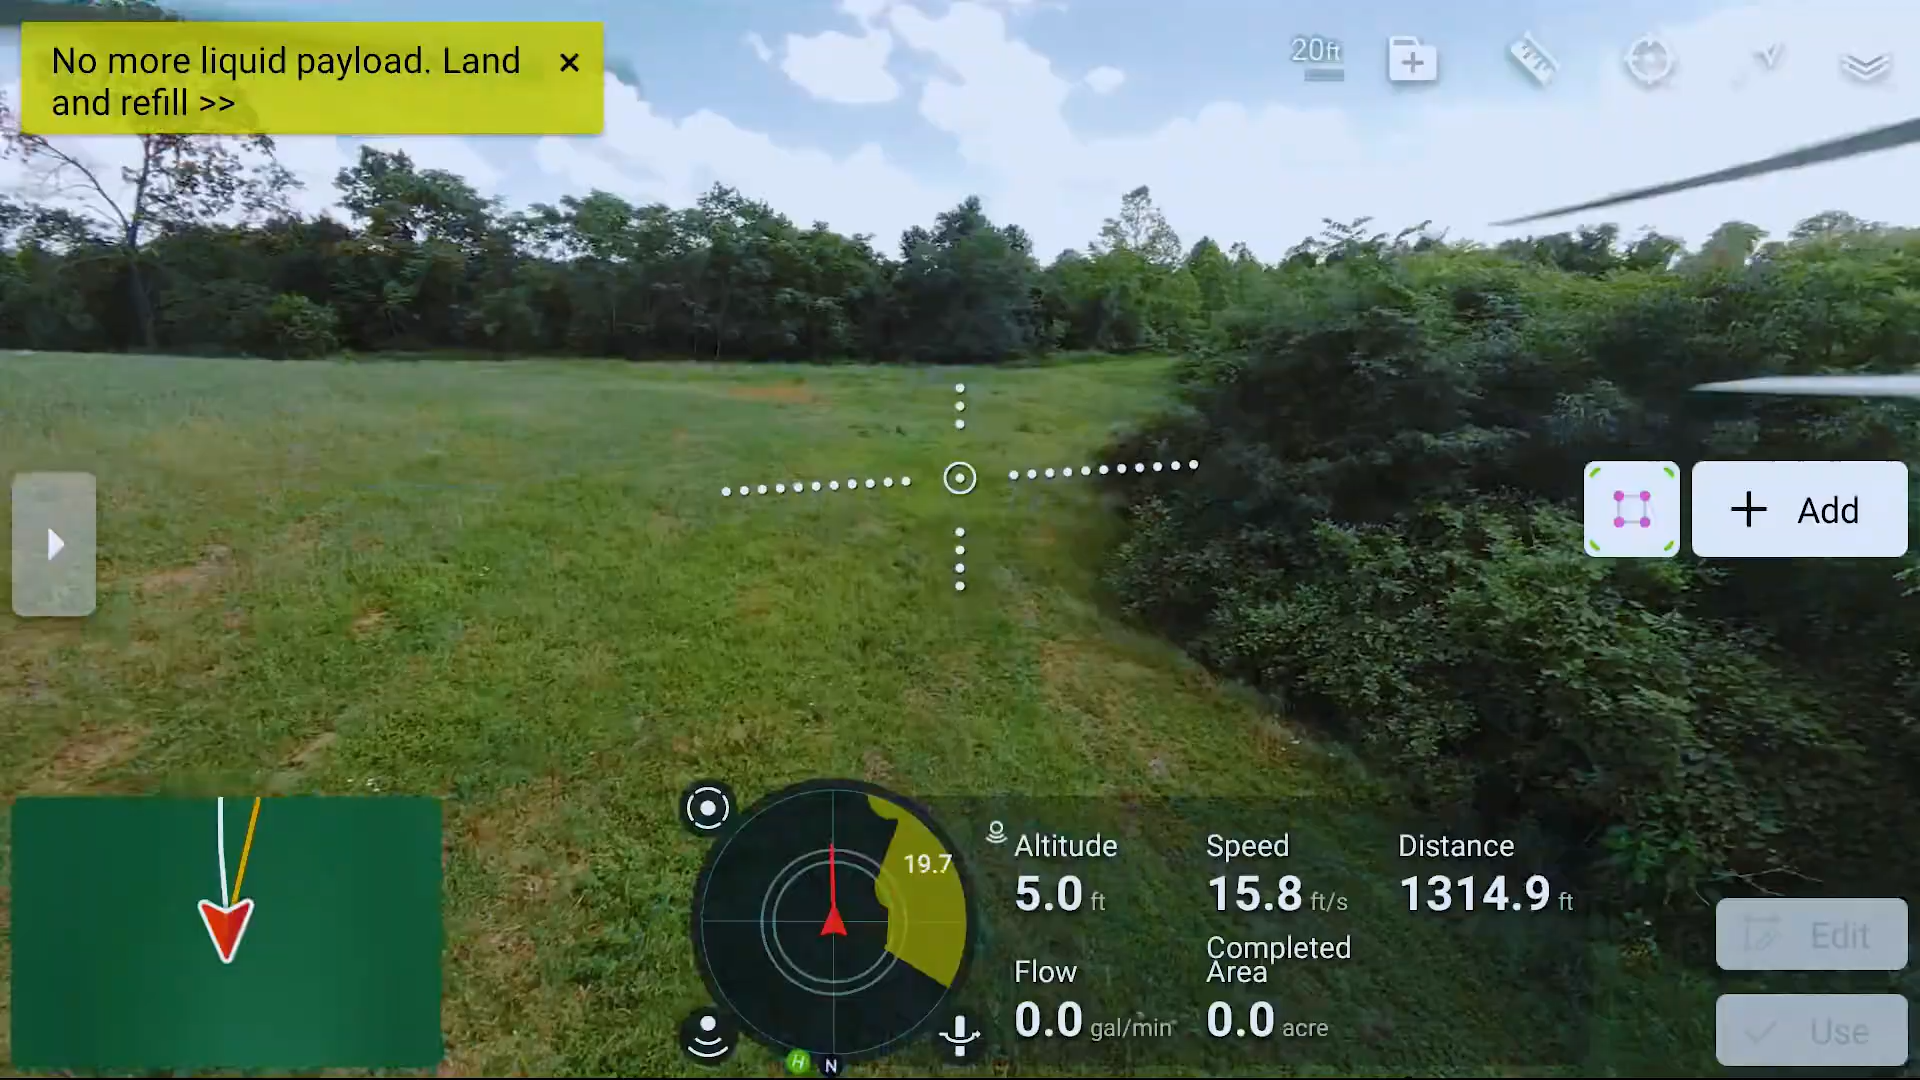 No more liquid payload. Land
and refill >>
20ft
+ Add
19.7
Altitude
5.0 ft
Speed
15.8 ft/s
Distance
1314.9 ft
Flow
0.0 gal/min
Completed
Area
0.0 acre
H
N
Edit
Use